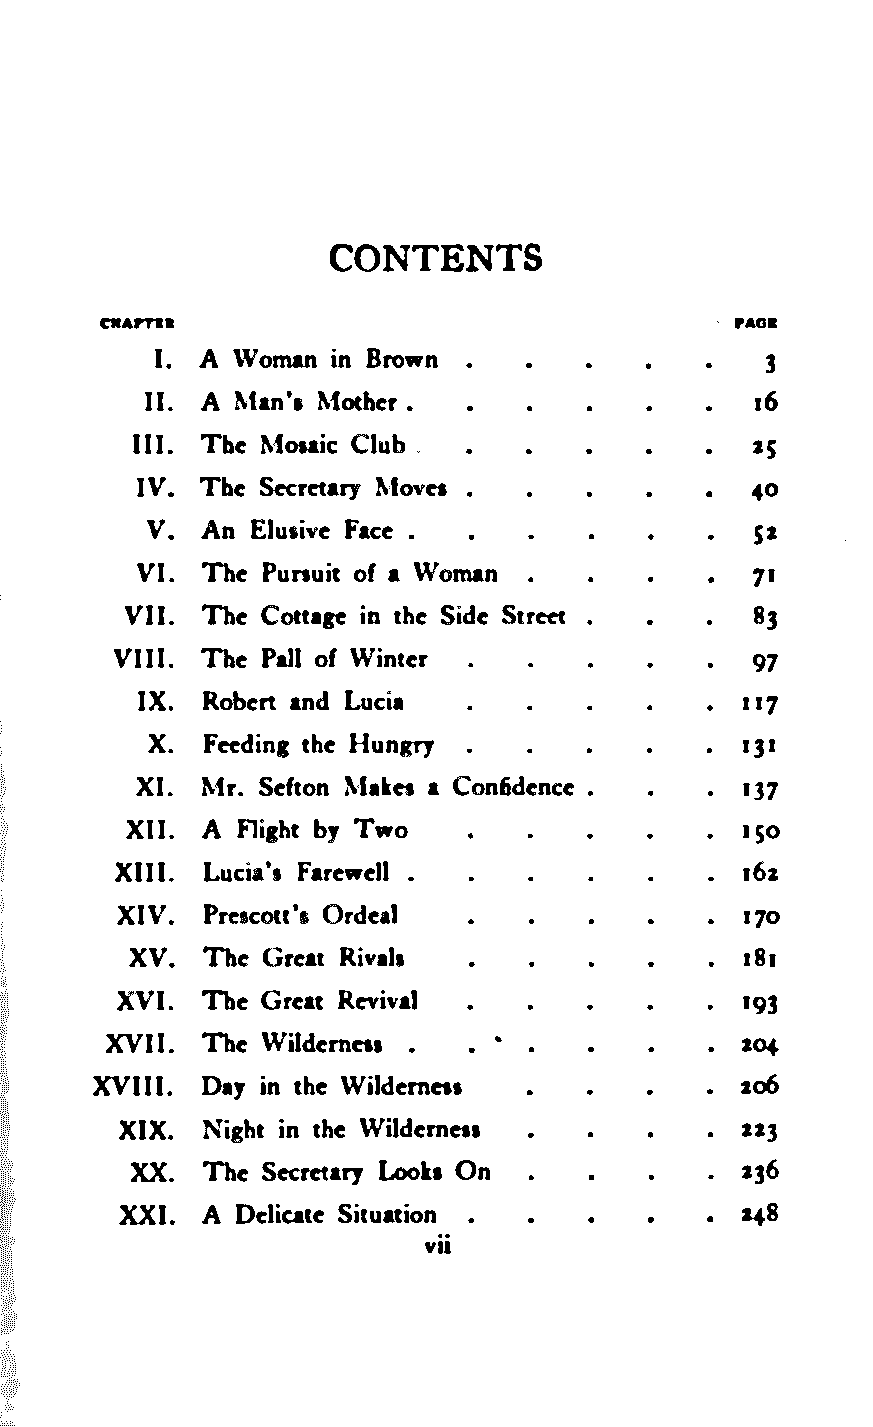 CONTENTS
CHAPTER PAGE
I. A Woman in Brown . . . . . 3
II. A Man's Mother . . . . . . 16
III. The Mosaic Club . . . . . . 25
IV. The Secretary Moves . . . . . 40
V. An Elusive Face . . . . . . 52
VI. The Pursuit of a Woman . . . . 71
VII. The Cottage in the Side Street . . . 83
VIII. The Pall of Winter . . . . . 97
IX. Robert and Lucia . . . . . 117
X. Feeding the Hungry . . . . . 131
XI. Mr. Sefton Makes a Confidence . . . 137
XII. A Flight by Two . . . . . 150
XIII. Lucia's Farewell . . . . . . 162
XIV. Prescott's Ordeal . . . . . 170
XV. The Great Rivals . . . . . 181
XVI. The Great Revival . . . . . 193
XVII. The Wilderness . . . . . . 204
XVIII. Day in the Wilderness . . . . 206
XIX. Night in the Wilderness . . . . 223
XX. The Secretary Looks On . . . . 236
XXI. A Delicate Situation . . . . . 248
vii